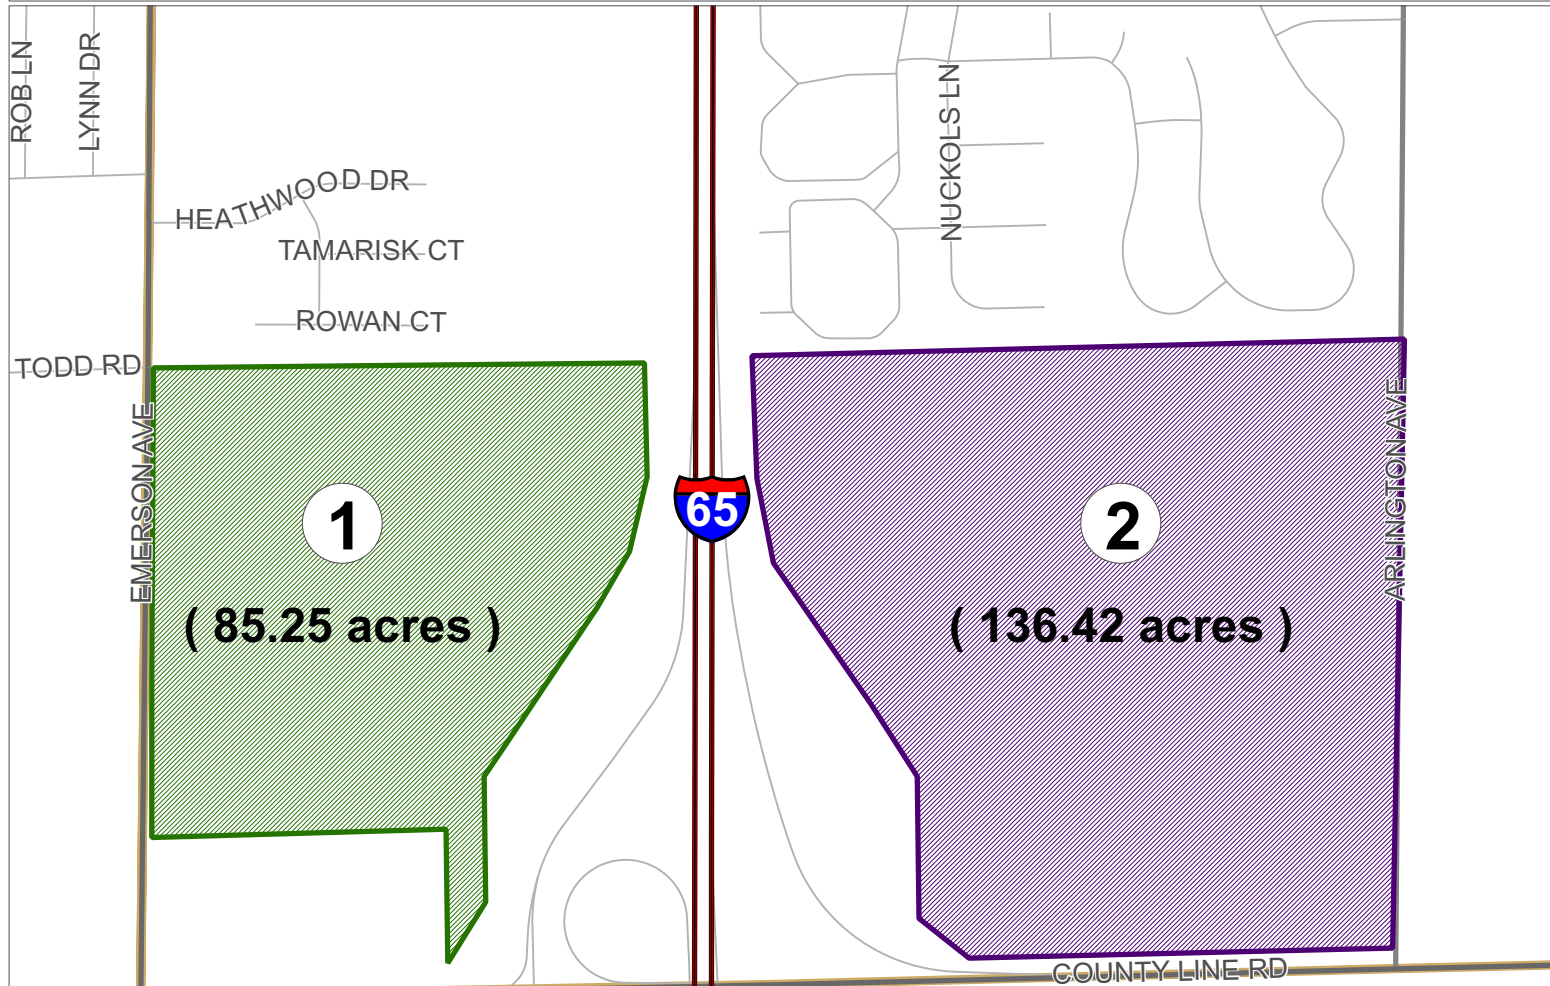 ROB LN
LYNN DR
NUCKOLS LN
HEATHWOOD DR
TAMARISK CT
ROWAN CT
TODD RD
EMERSON AVE
ARLINGTON AVE
65
1
( 85.25 acres )
2
( 136.42 acres )
COUNTY LINE RD